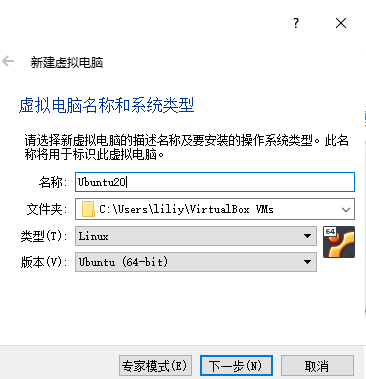 ?
新建虚拟电脑
虚拟电脑名称和系统类型
请选择新虚拟电脑的描述名称及要安装的操作系统类型。此名
称将用于标识此虚拟电脑。
名称: Ubuntu20
文件夹: C:\Users\liliy\VirtualBox VMs
类型(T): Linux
64
版本(V): Ubuntu (64-bit)
专家模式(E) 下一步(N) 取消